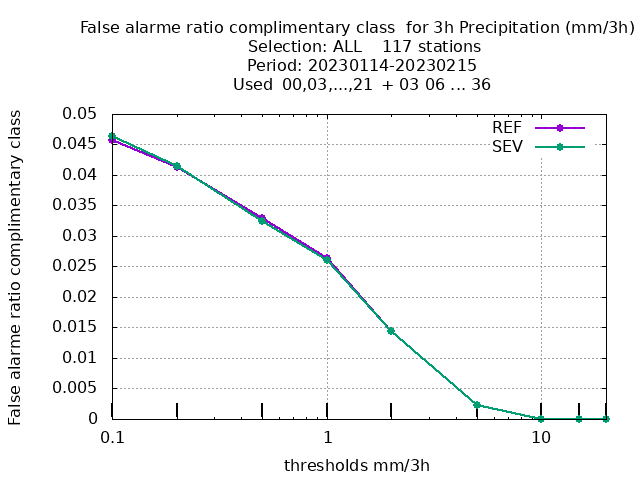 False alarme ratio complimentary class  for 3h Precipitation (mm/3h)
Selection: ALL    117 stations
Period: 20230114-20230215
Used  00,03,...,21  + 03 06 ... 36
False alarme ratio complimentary class
0.05
0.045
0.04
0.035
0.03
0.025
0.02
0.015
0.01
0.005
0
REF
SEV
0.1
1
10
thresholds mm/3h